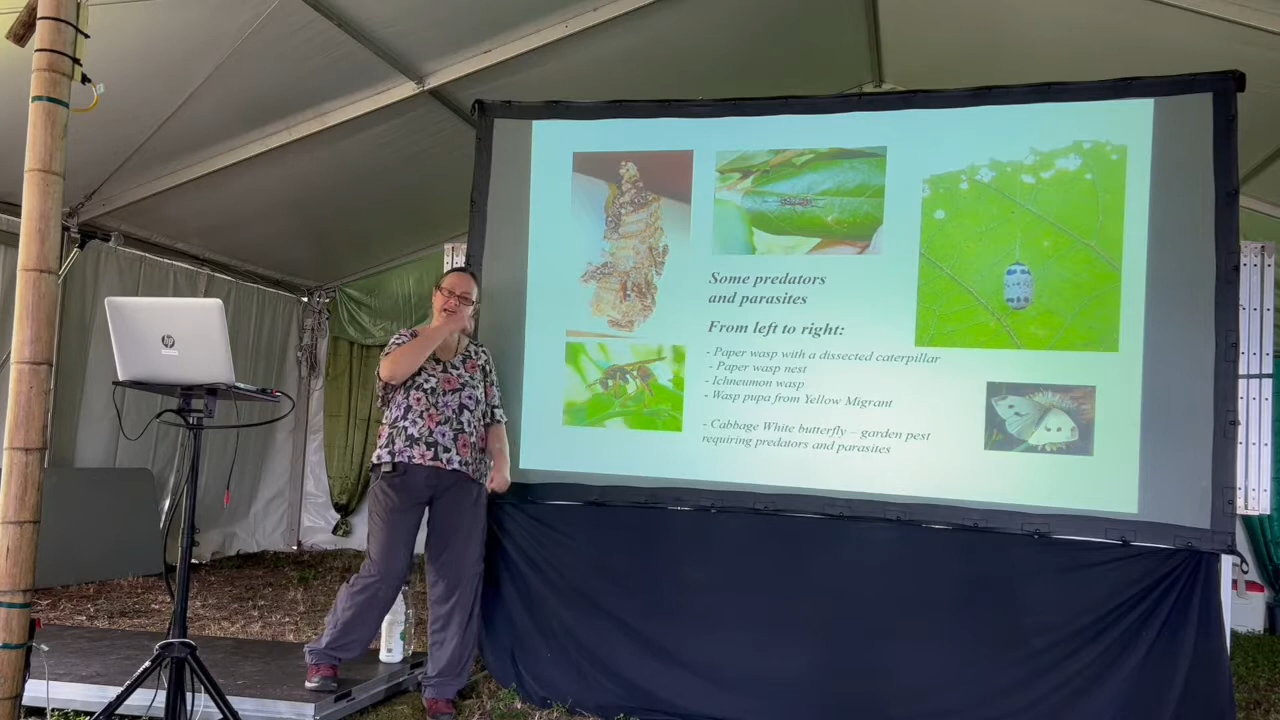 hp
Some predators
and parasites
From left to right:
- Paper wasp with a dissected caterpillar
- Paper wasp nest
- Ichneumon wasp
- Wasp pupa from Yellow Migrant
- Cabbage White butterfly – garden pest
requiring predators and parasites